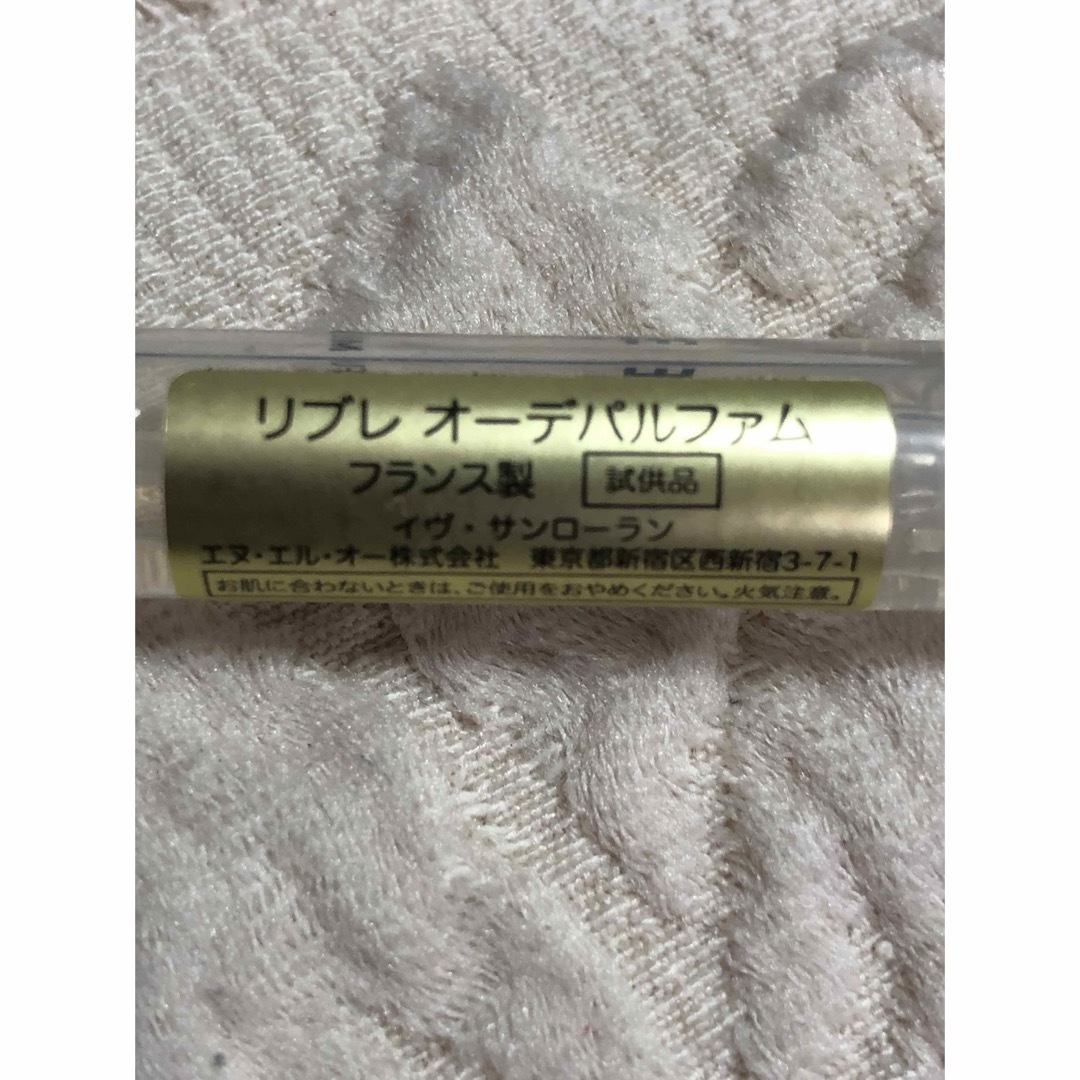 リブレ オーデパルファム
フランス製 試供品
イヴ・サンローラン
エヌ・エル・オー株式会社 東京都新宿区西新宿3-7-1
お肌に合わないときは、ご使用をおやめください。火気注意。